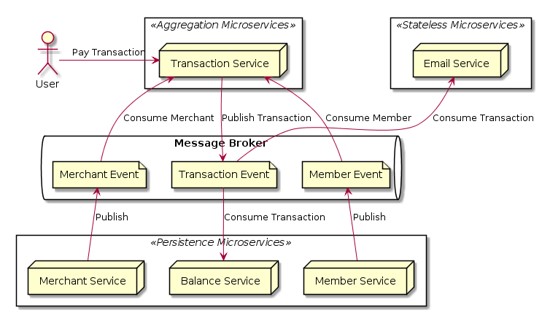 «Aggregation Microservices»
«Stateless Microservices»
Pay Transaction
Transaction Service
Email Service
User
Consume Merchant
Publish Transaction
Consume Member
Consume Transaction
Message Broker
Merchant Event
Transaction Event
Member Event
Publish
Consume Transaction
Publish
«Persistence Microservices»
Merchant Service
Balance Service
Member Service